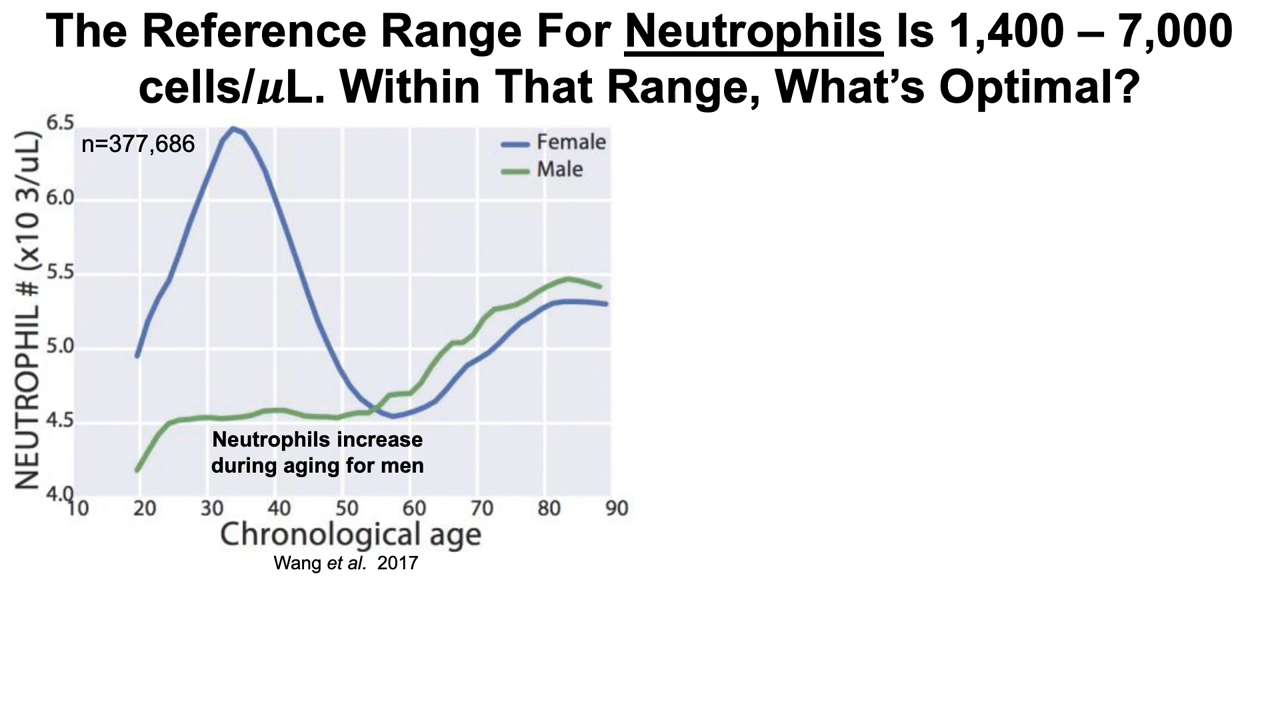 The Reference Range For Neutrophils Is 1,400 – 7,000
cells/𝝁L. Within That Range, What’s Optimal?
NEUTROPHIL # (x10 3/uL)
6.5
6.0
5.5
5.0
4.5
4.0
n=377,686
Female
Male
Neutrophils increase
during aging for men
10 20 30 40 50 60 70 80 90
Chronological age
Wang et al. 2017